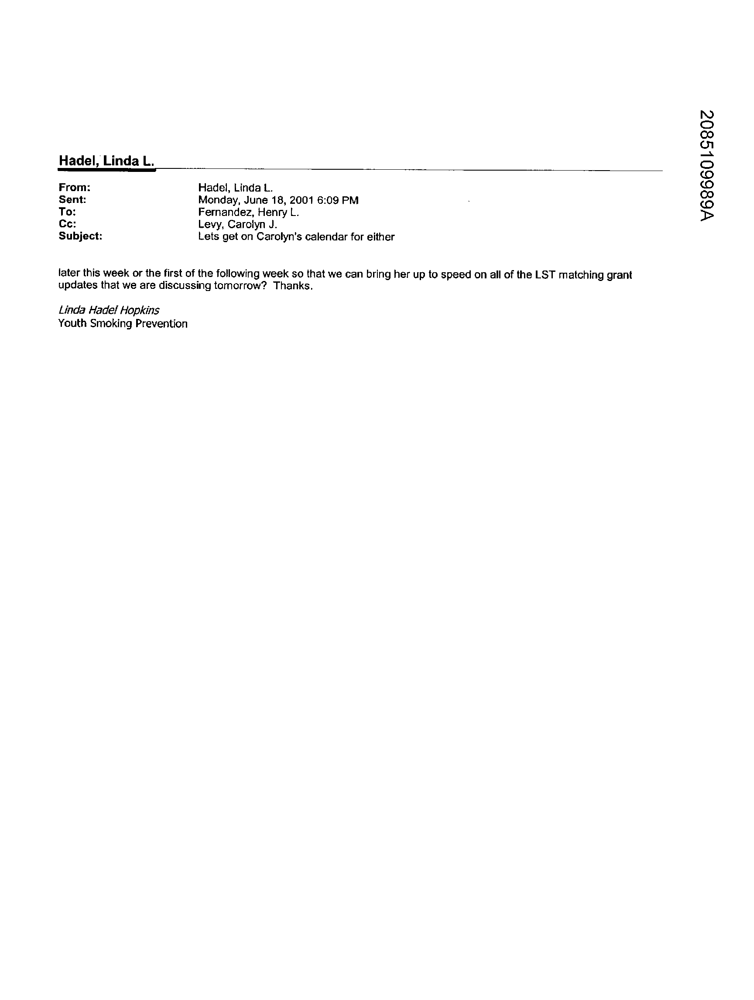 Hadel, Linda L.
From: Hadel, Linda L.
Sent: Monday, June 18, 2001 6:09 PM
To: Fernandez, Henry L.
Cc: Levy, Carolyn J.
Subject: Lets get on Carolyn's calendar for either
later this week or the first of the following week so that we can bring her up to speed on all of the LST matching grant
updates that we are discussing tomorrow? Thanks.
Linda Hadel Hopkins
Youth Smoking Prevention
2085109989A